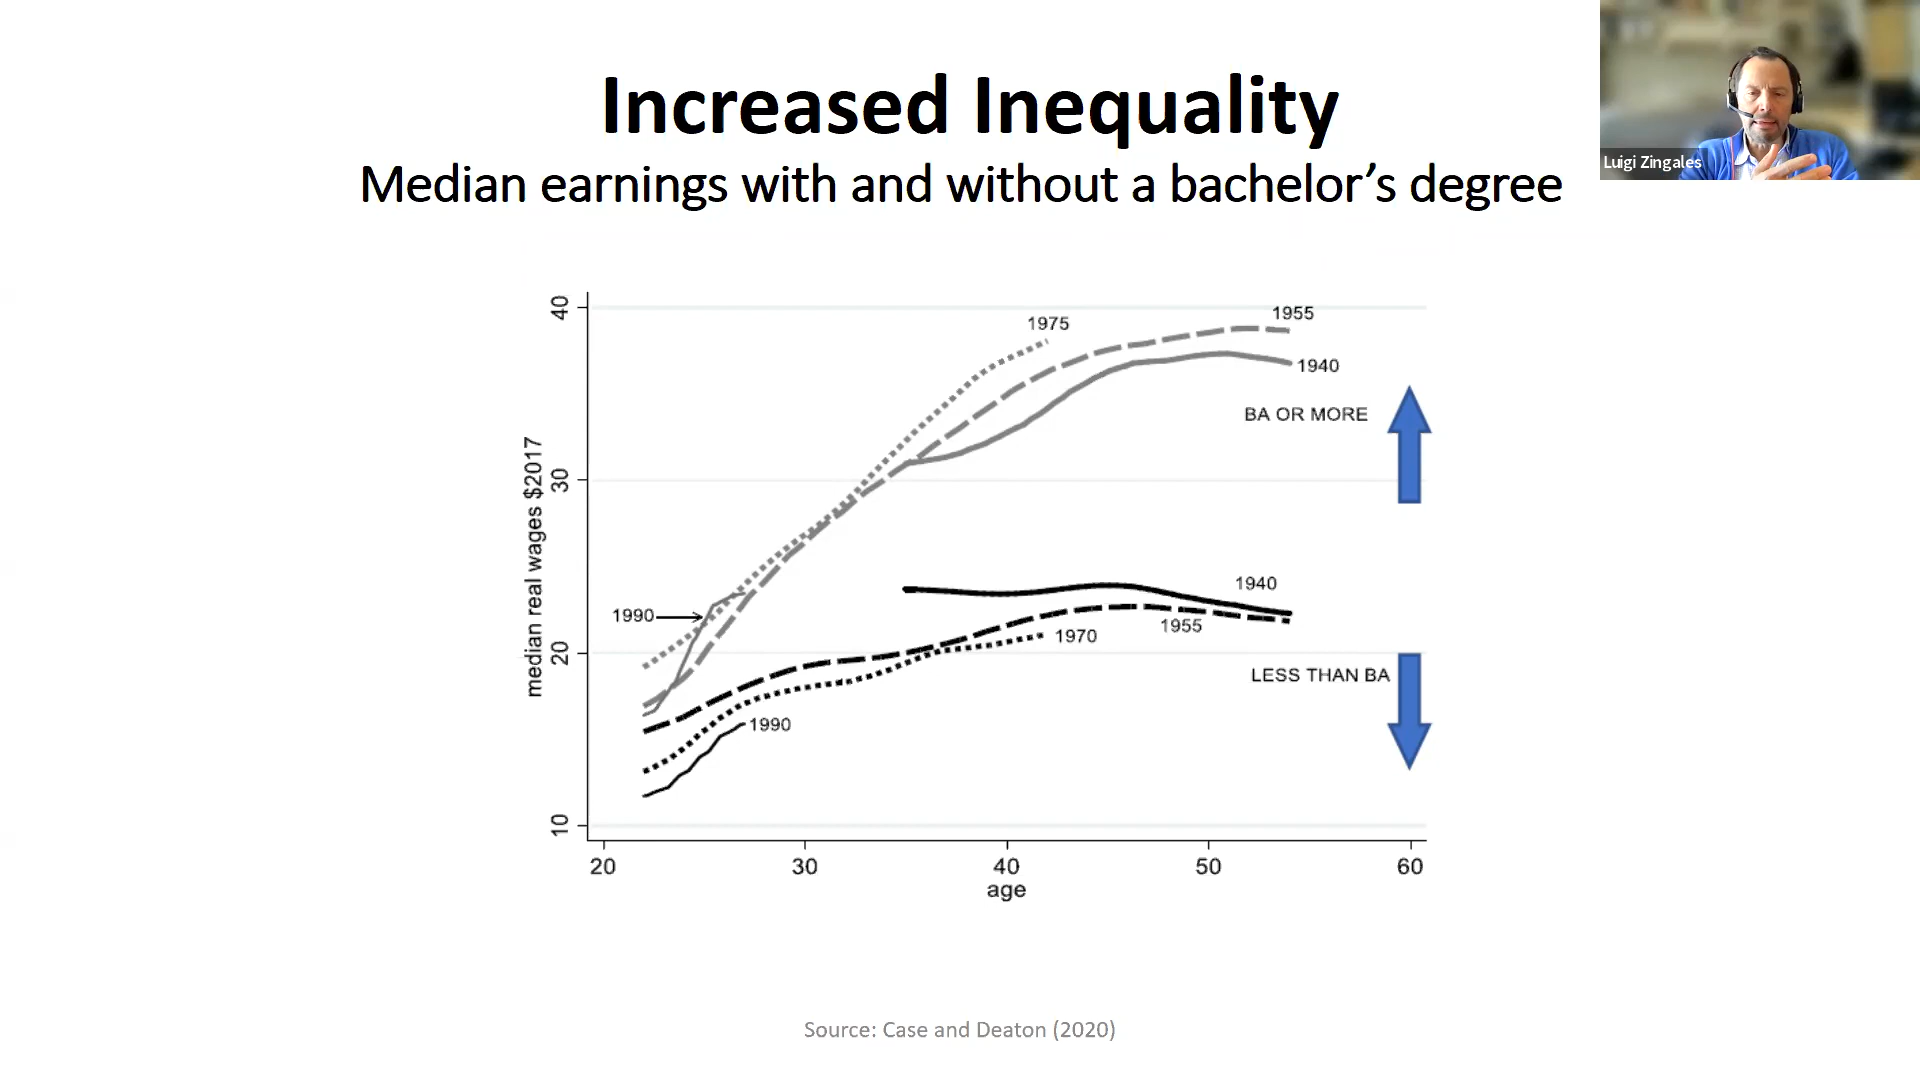 Increased Inequality
Median earnings with and without a bachelor's degree
Luigi Zingales
40
30
20
10
median real wages $2017
1975
1955
1940
BA OR MORE
1990
1940
1955
1970
LESS THAN BA
1990
20
30
40
50
60
age
Source: Case and Deaton (2020)